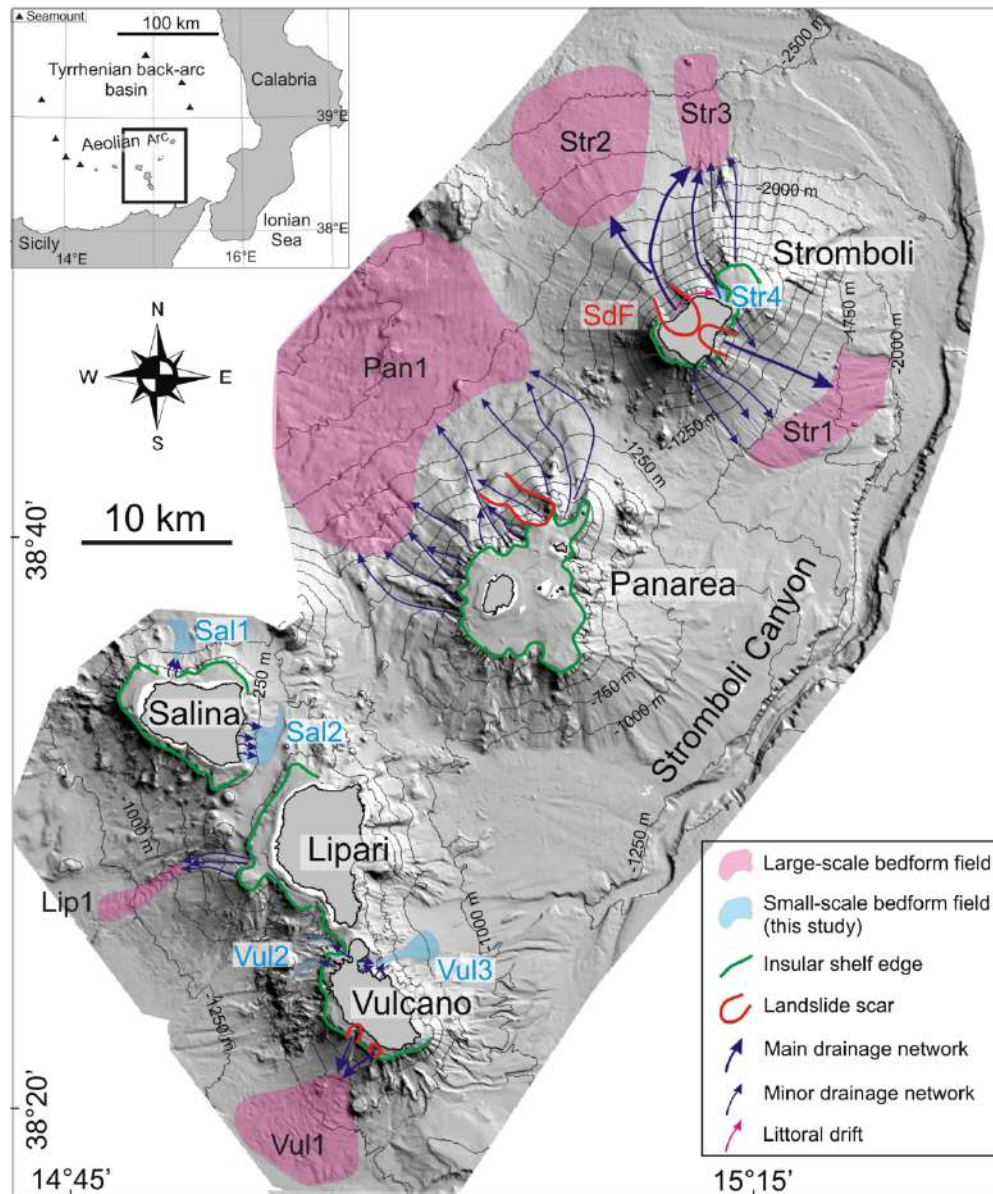 ▲ Seamount
100 km
Tyrrhenian back-arc
basin
Calabria
39°N
Aeolian Arc
38°N
Ionian
Sea
Sicily
14°E
16°E
N
W
E
S
10 km
-2500 m
Str3
Str2
-2000 m
Stromboli
Str4
SdF
-1750 m
-2000 m
Pan1
Str1
-1250 m
-1250 m
38°40'
Panarea
Stromboli Canyon
-750 m
-1000 m
Sal1
250 m
Salina
Sal2
-1000 m
Lipari
-1250 m
Lip1
-1000 m
Vul2
Vul3
Vulcano
-1250 m
38°20'
Vul1
14°45'
15°15'
Large-scale bedform field
Small-scale bedform field
(this study)
Insular shelf edge
Landslide scar
Main drainage network
Minor drainage network
Littoral drift